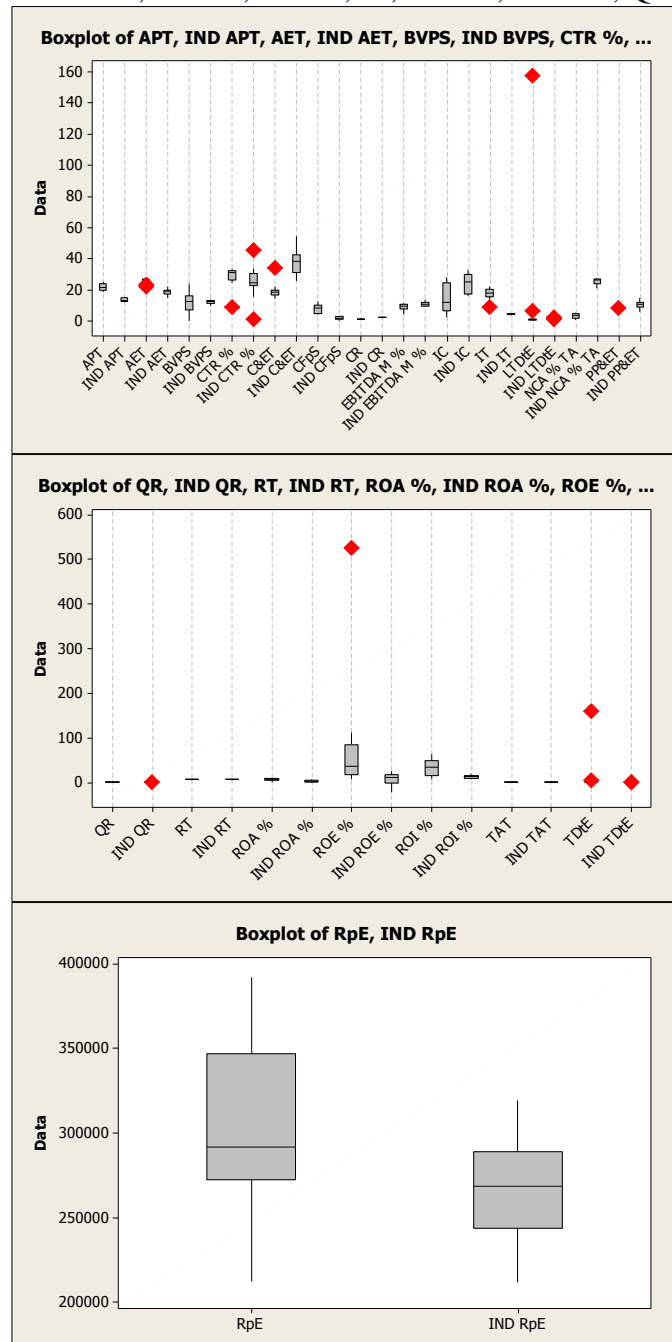 Boxplot of APT, IND APT, AET, IND AET, BVPS, IND BVPS, CTR %, ...
160
140
120
100
80
60
40
20
0
Data
APT
IND APT
AET
IND AET
BVPS
IND BVPS
CTR %
IND CTR %
C&ET
IND C&ET
CFpS
IND CFpS
CR
IND CR
EBITDA M %
IND EBITDA M %
IC
IND IC
IT
IND IT
LTDtE
IND LTDtE
NCA % TA
IND NCA % TA
PP&ET
IND PP&ET
Boxplot of QR, IND QR, RT, IND RT, ROA %, IND ROA %, ROE %, ...
600
500
400
300
200
100
0
Data
QR
IND QR
RT
IND RT
ROA %
IND ROA %
ROE %
IND ROE %
ROI %
IND ROI %
TAT
IND TAT
TDtE
IND TDtE
Boxplot of RpE, IND RpE
400000
350000
300000
250000
200000
Data
RpE
IND RpE